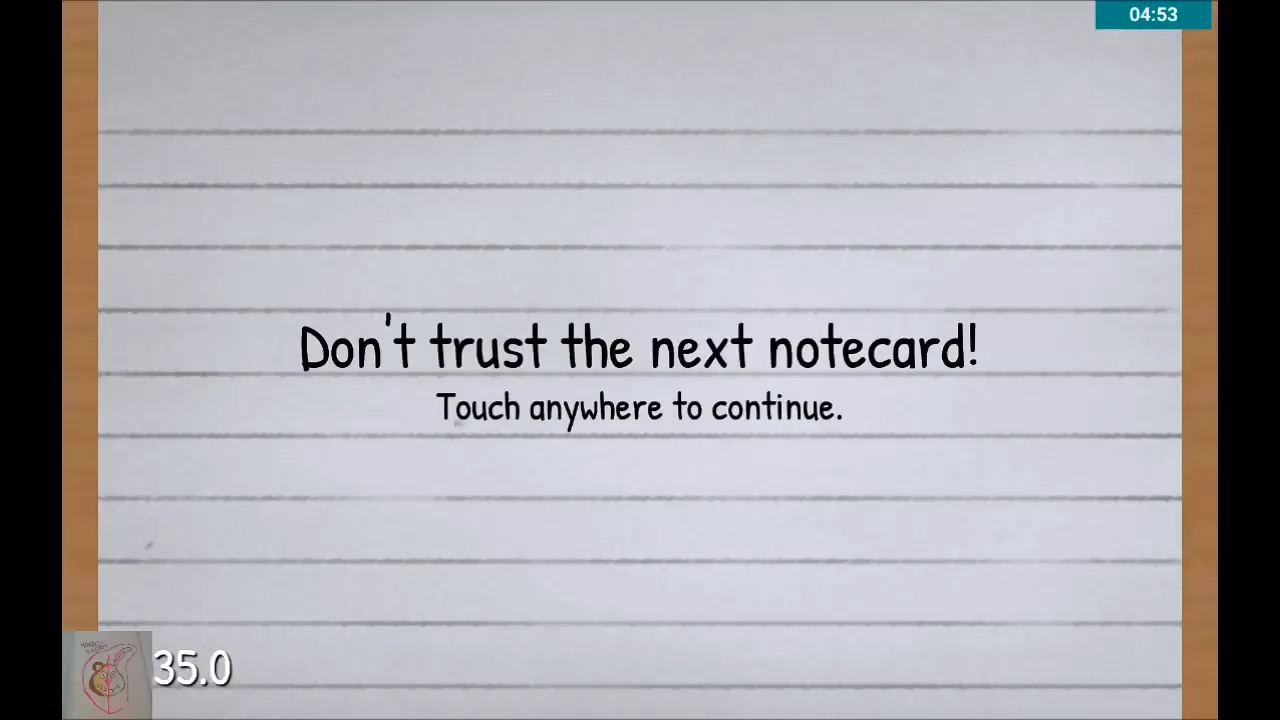 04:53
Don't trust the next notecard!
Touch anywhere to continue.
35.0